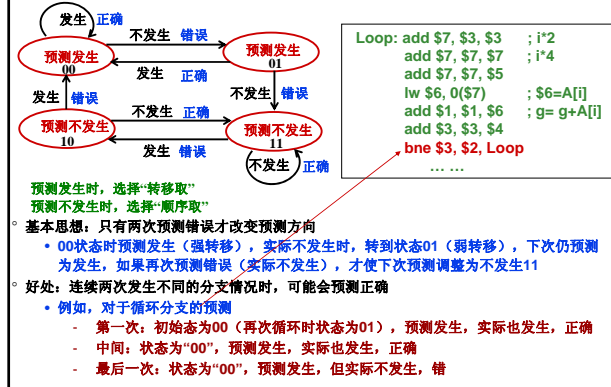 发生 正确
不发生 错误
预测发生
00
预测发生
01
发生 正确
发生 错误
不发生 错误
不发生 正确
预测不发生
10
预测不发生
11
发生 错误
不发生 正确
Loop: add $7, $3, $3 ; i*2
add $7, $7, $7 ; i*4
add $7, $7, $5
lw $6, 0($7) ; $6=A[i]
add $1, $1, $6 ; g= g+A[i]
add $3, $3, $4
bne $3, $2, Loop
… …
预测发生时，选择“转移取”
预测不发生时，选择“顺序取”
° 基本思想：只有两次预测错误才改变预测方向
• 00状态时预测发生（强转移），实际不发生时，转到状态01（弱转移），下次仍预测
为发生，如果再次预测错误（实际不发生），才使下次预测调整为不发生11
° 好处：连续两次发生不同的分支情况时，可能会预测正确
• 例如，对于循环分支的预测
- 第一次：初始态为00（再次循环时状态为01），预测发生，实际也发生，正确
- 中间：状态为“00”，预测发生，实际也发生，正确
- 最后一次：状态为“00”，预测发生，但实际不发生，错